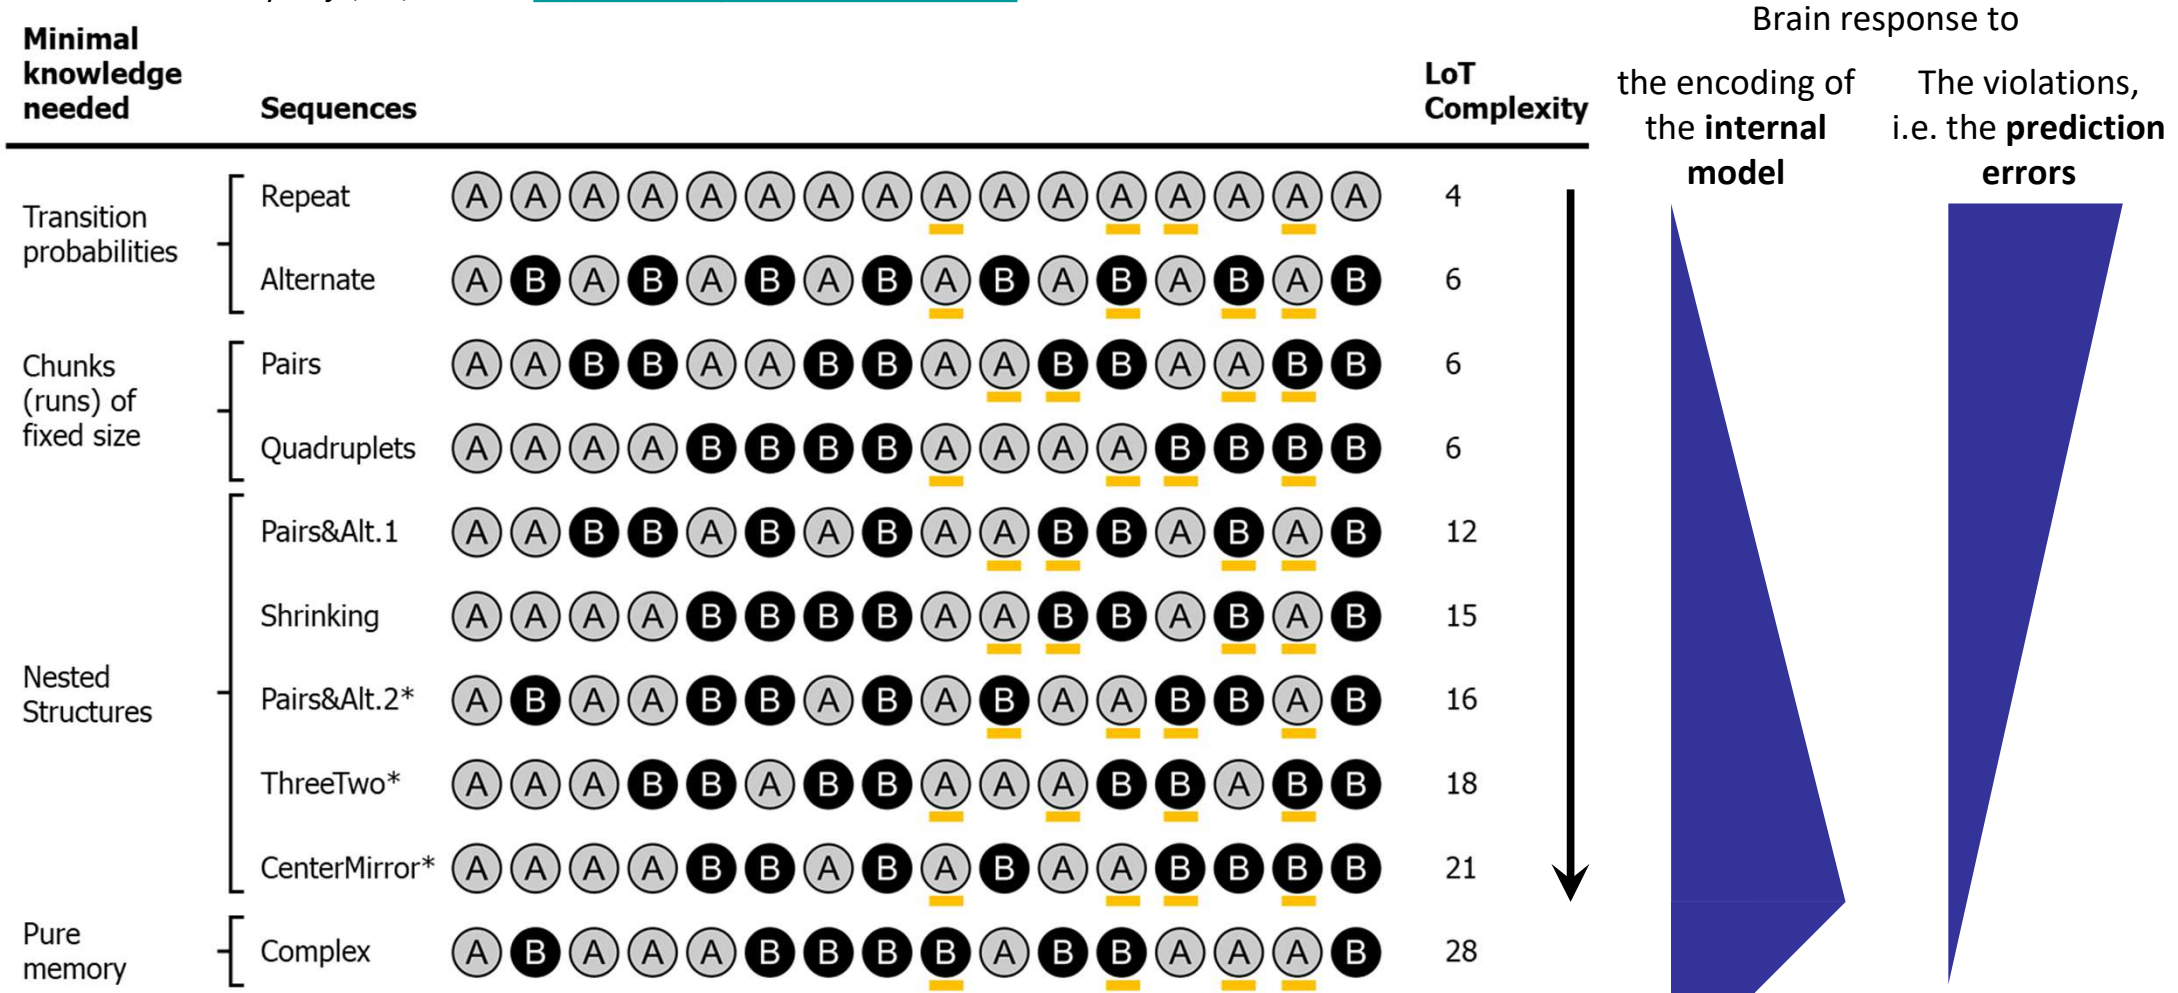 Brain response to
Minimal
knowledge
needed
Sequences
LoT
Complexity
the encoding of
the internal
model
The violations,
i.e. the prediction
errors
Transition
probabilities
Repeat A A A A A A A A A A A A A A A A 4
Alternate A B A B A B A B A B A B A B A B 6
Chunks
(runs) of
fixed size
Pairs A A B B A A B B A A B B A A B B 6
Quadruplets A A A A B B B B A A A A B B B B 6
Nested
Structures
Pairs&Alt.1 A A B B A B A B A A B B A B A B 12
Shrinking A A A A B B B B A A B B A B A B 15
Pairs&Alt.2* A B A A B B A B A B A A B B A B 16
ThreeTwo* A A A B B A B B A A A B B A B B 18
CenterMirror* A A A A B B A B A B A A B B B B 21
Pure
memory
Complex A B A A A B B B B A B B A A A B 28